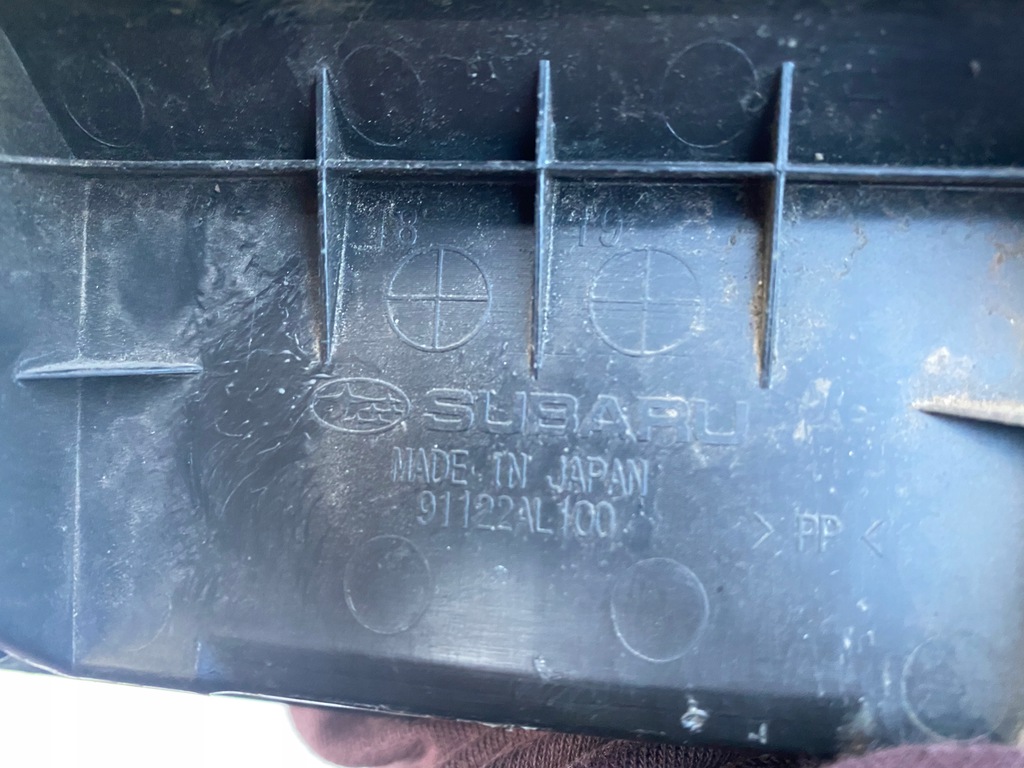 18 19
SUBARU
MADE IN JAPAN
91122AL100
> PP <